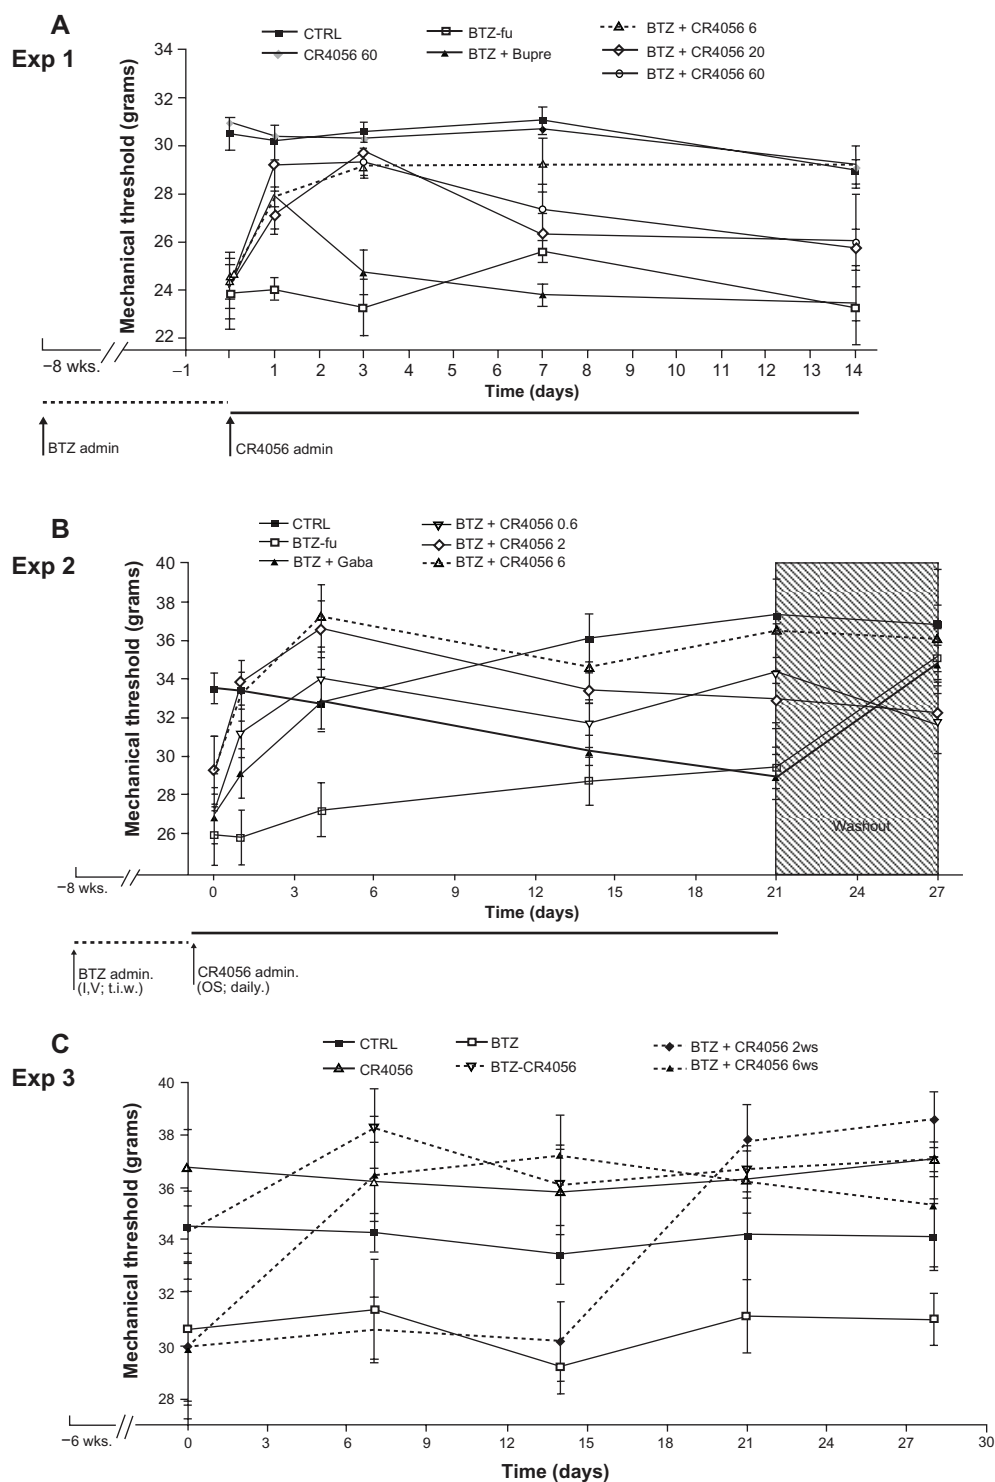 A
Exp 1
CTRL
CR4056 60
BTZ-fu
BTZ + Bupre
BTZ + CR4056 6
BTZ + CR4056 20
BTZ + CR4056 60
Mechanical threshold (grams)
34
32
30
28
26
24
22
−8 wks.
−1 1 2 3 4 5 6 7 8 9 10 11 12 13 14
Time (days)
BTZ admin
CR4056 admin
B
Exp 2
CTRL
BTZ-fu
BTZ + Gaba
BTZ + CR4056 0.6
BTZ + CR4056 2
BTZ + CR4056 6
Mechanical threshold (grams)
40
38
36
34
32
30
28
26
Washout
−8 wks.
0 3 6 9 12 15 18 21 24 27
Time (days)
BTZ admin.
(I,V; t.i.w.)
CR4056 admin.
(OS; daily.)
C
Exp 3
CTRL
CR4056
BTZ
BTZ-CR4056
BTZ + CR4056 2ws
BTZ + CR4056 6ws
Mechanical threshold (grams)
40
38
36
34
32
30
28
−6 wks.
0 3 6 9 12 15 18 21 24 27 30
Time (days)